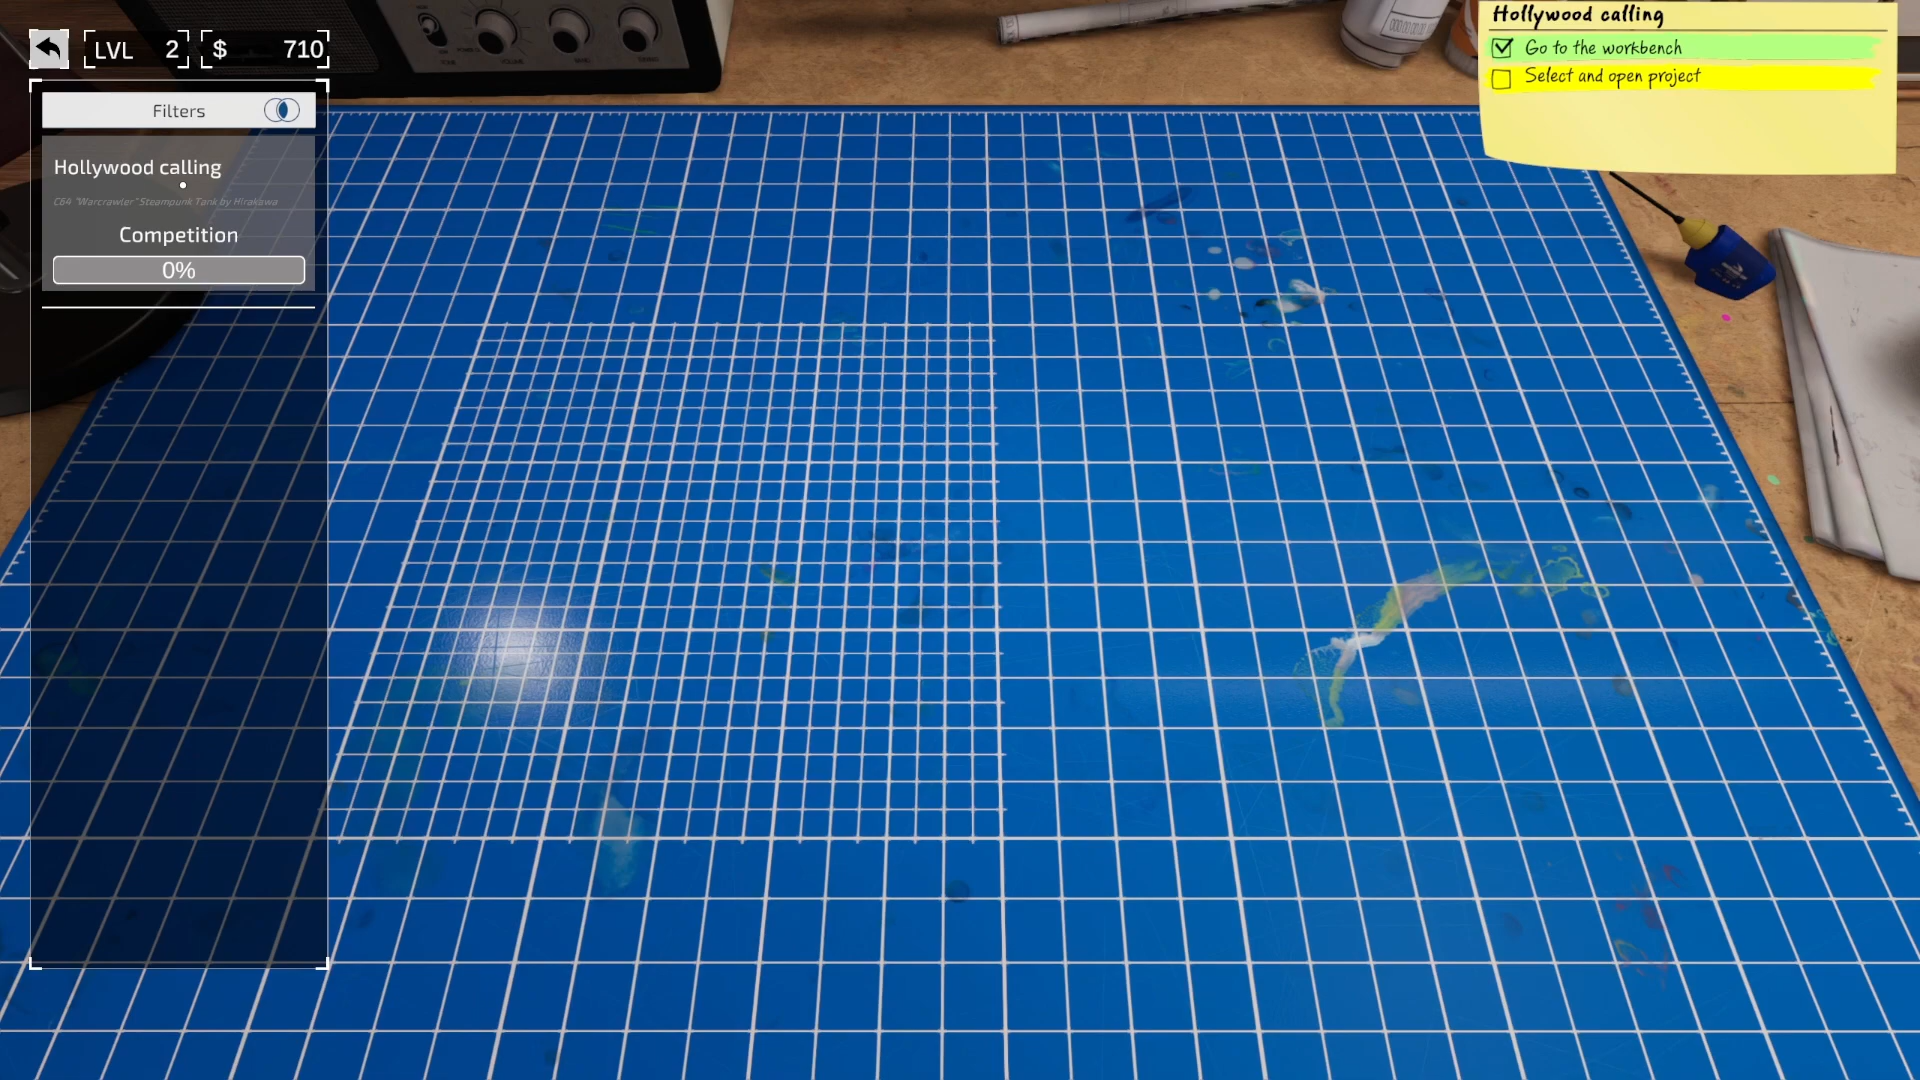 LVL 2 $ 710
Filters
Hollywood calling
C64 "Warcrawler" Steampunk Tank by Hirakawa
Competition
0%
Hollywood calling
Go to the workbench
Select and open project